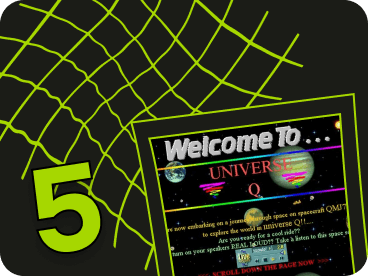 5
Welcome To . . .
UNIVERSE
Q
re now embarking on a journey through space on spacecraft QMJ7
to explore the world in universe Q!!...
Are you ready for a cool ride??
turn on your speakers REAL LOUD!! Take a listen to this space s
SCROLL DOWN THE PAGE NOW